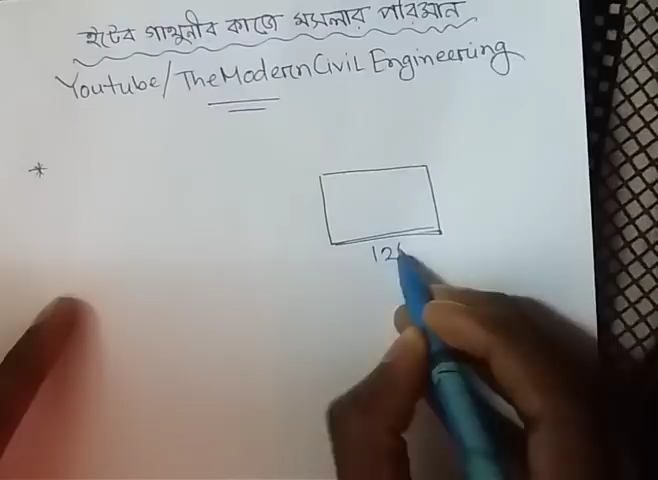 ইটের গাথুনীর কাজে মসলার পরিমান
Youtube/TheModernCivil Engineering
*
12